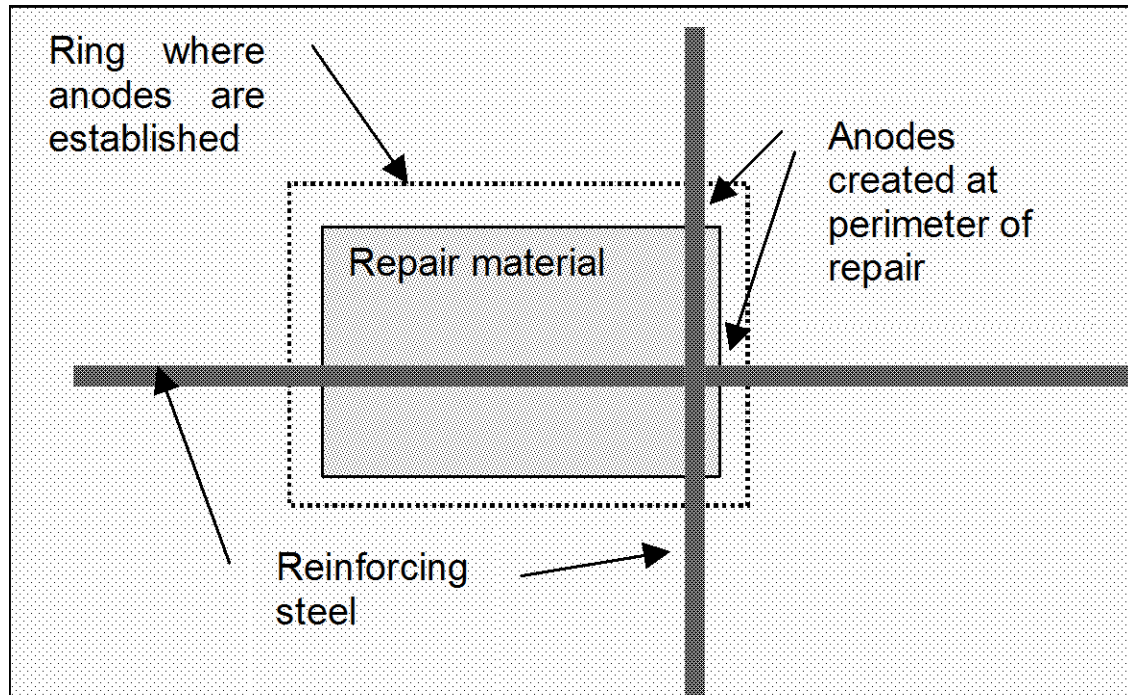 Ring where
anodes are
established
Anodes
created at
perimeter of
repair
Repair material
Reinforcing
steel